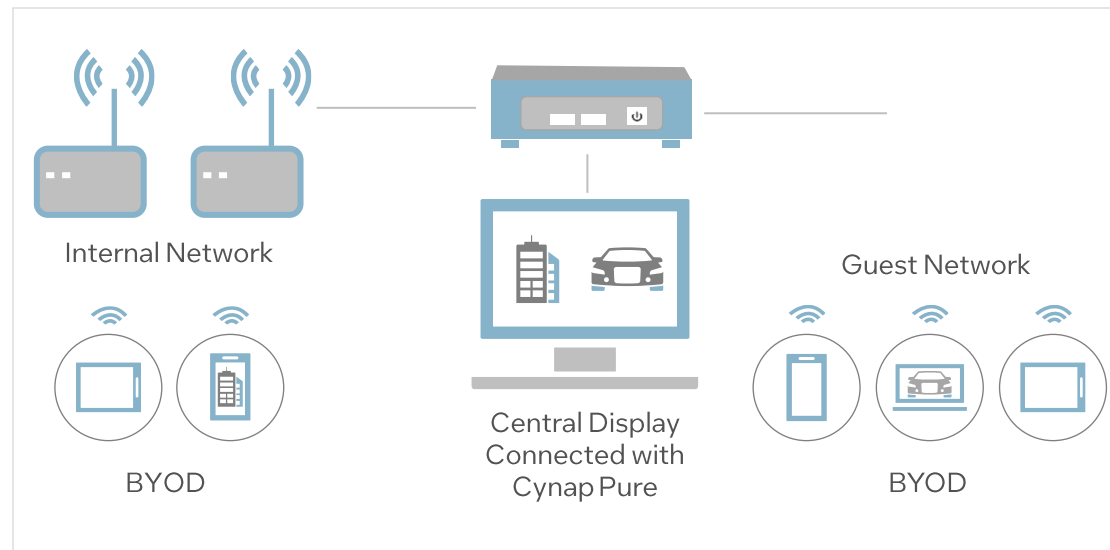 Internal Network
Guest Network
Central Display
Connected with
Cynap Pure
BYOD
BYOD